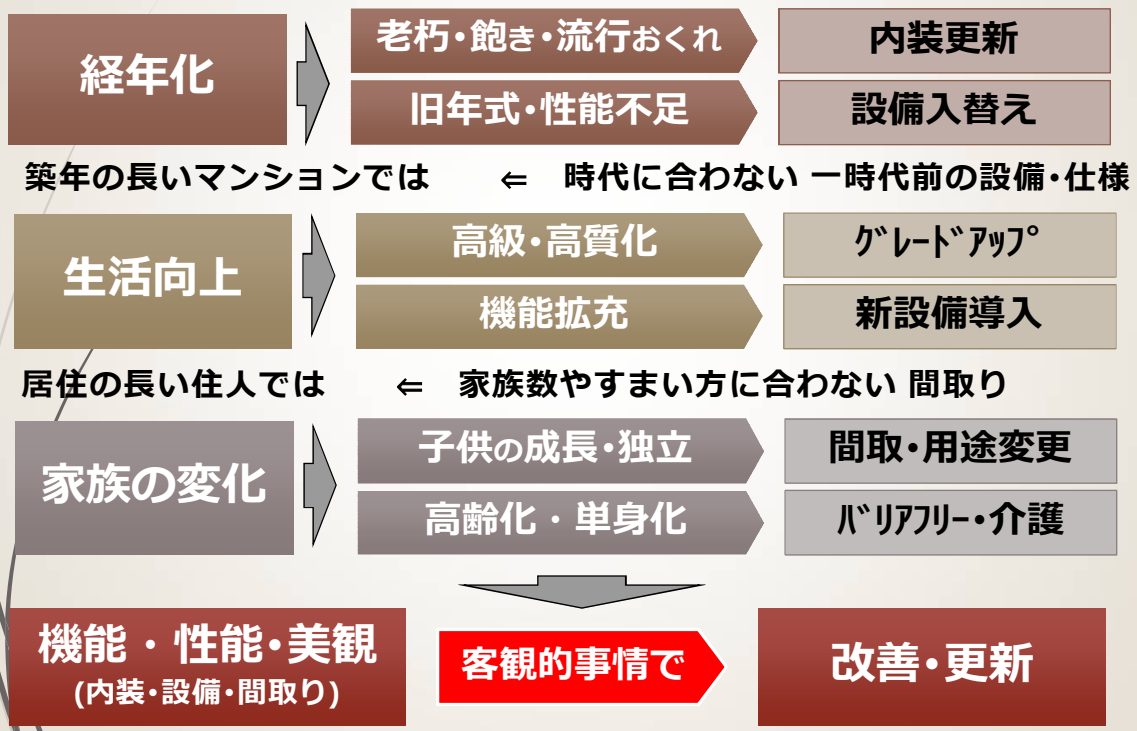 経年化
老朽・飽き・流行おくれ
内装更新
旧年式・性能不足
設備入替え
築年の長いマンションでは ⇐ 時代に合わない 一時代前の設備・仕様
生活向上
高級・高質化
ｸﾞﾚｰﾄﾞｱｯﾌﾟ
機能拡充
新設備導入
居住の長い住人では ⇐ 家族数やすまい方に合わない 間取り
家族の変化
子供の成長・独立
間取・用途変更
高齢化・単身化
ﾊﾞﾘｱﾌﾘｰ・介護
機能・性能・美観
(内装・設備・間取り)
客観的事情で
改善・更新